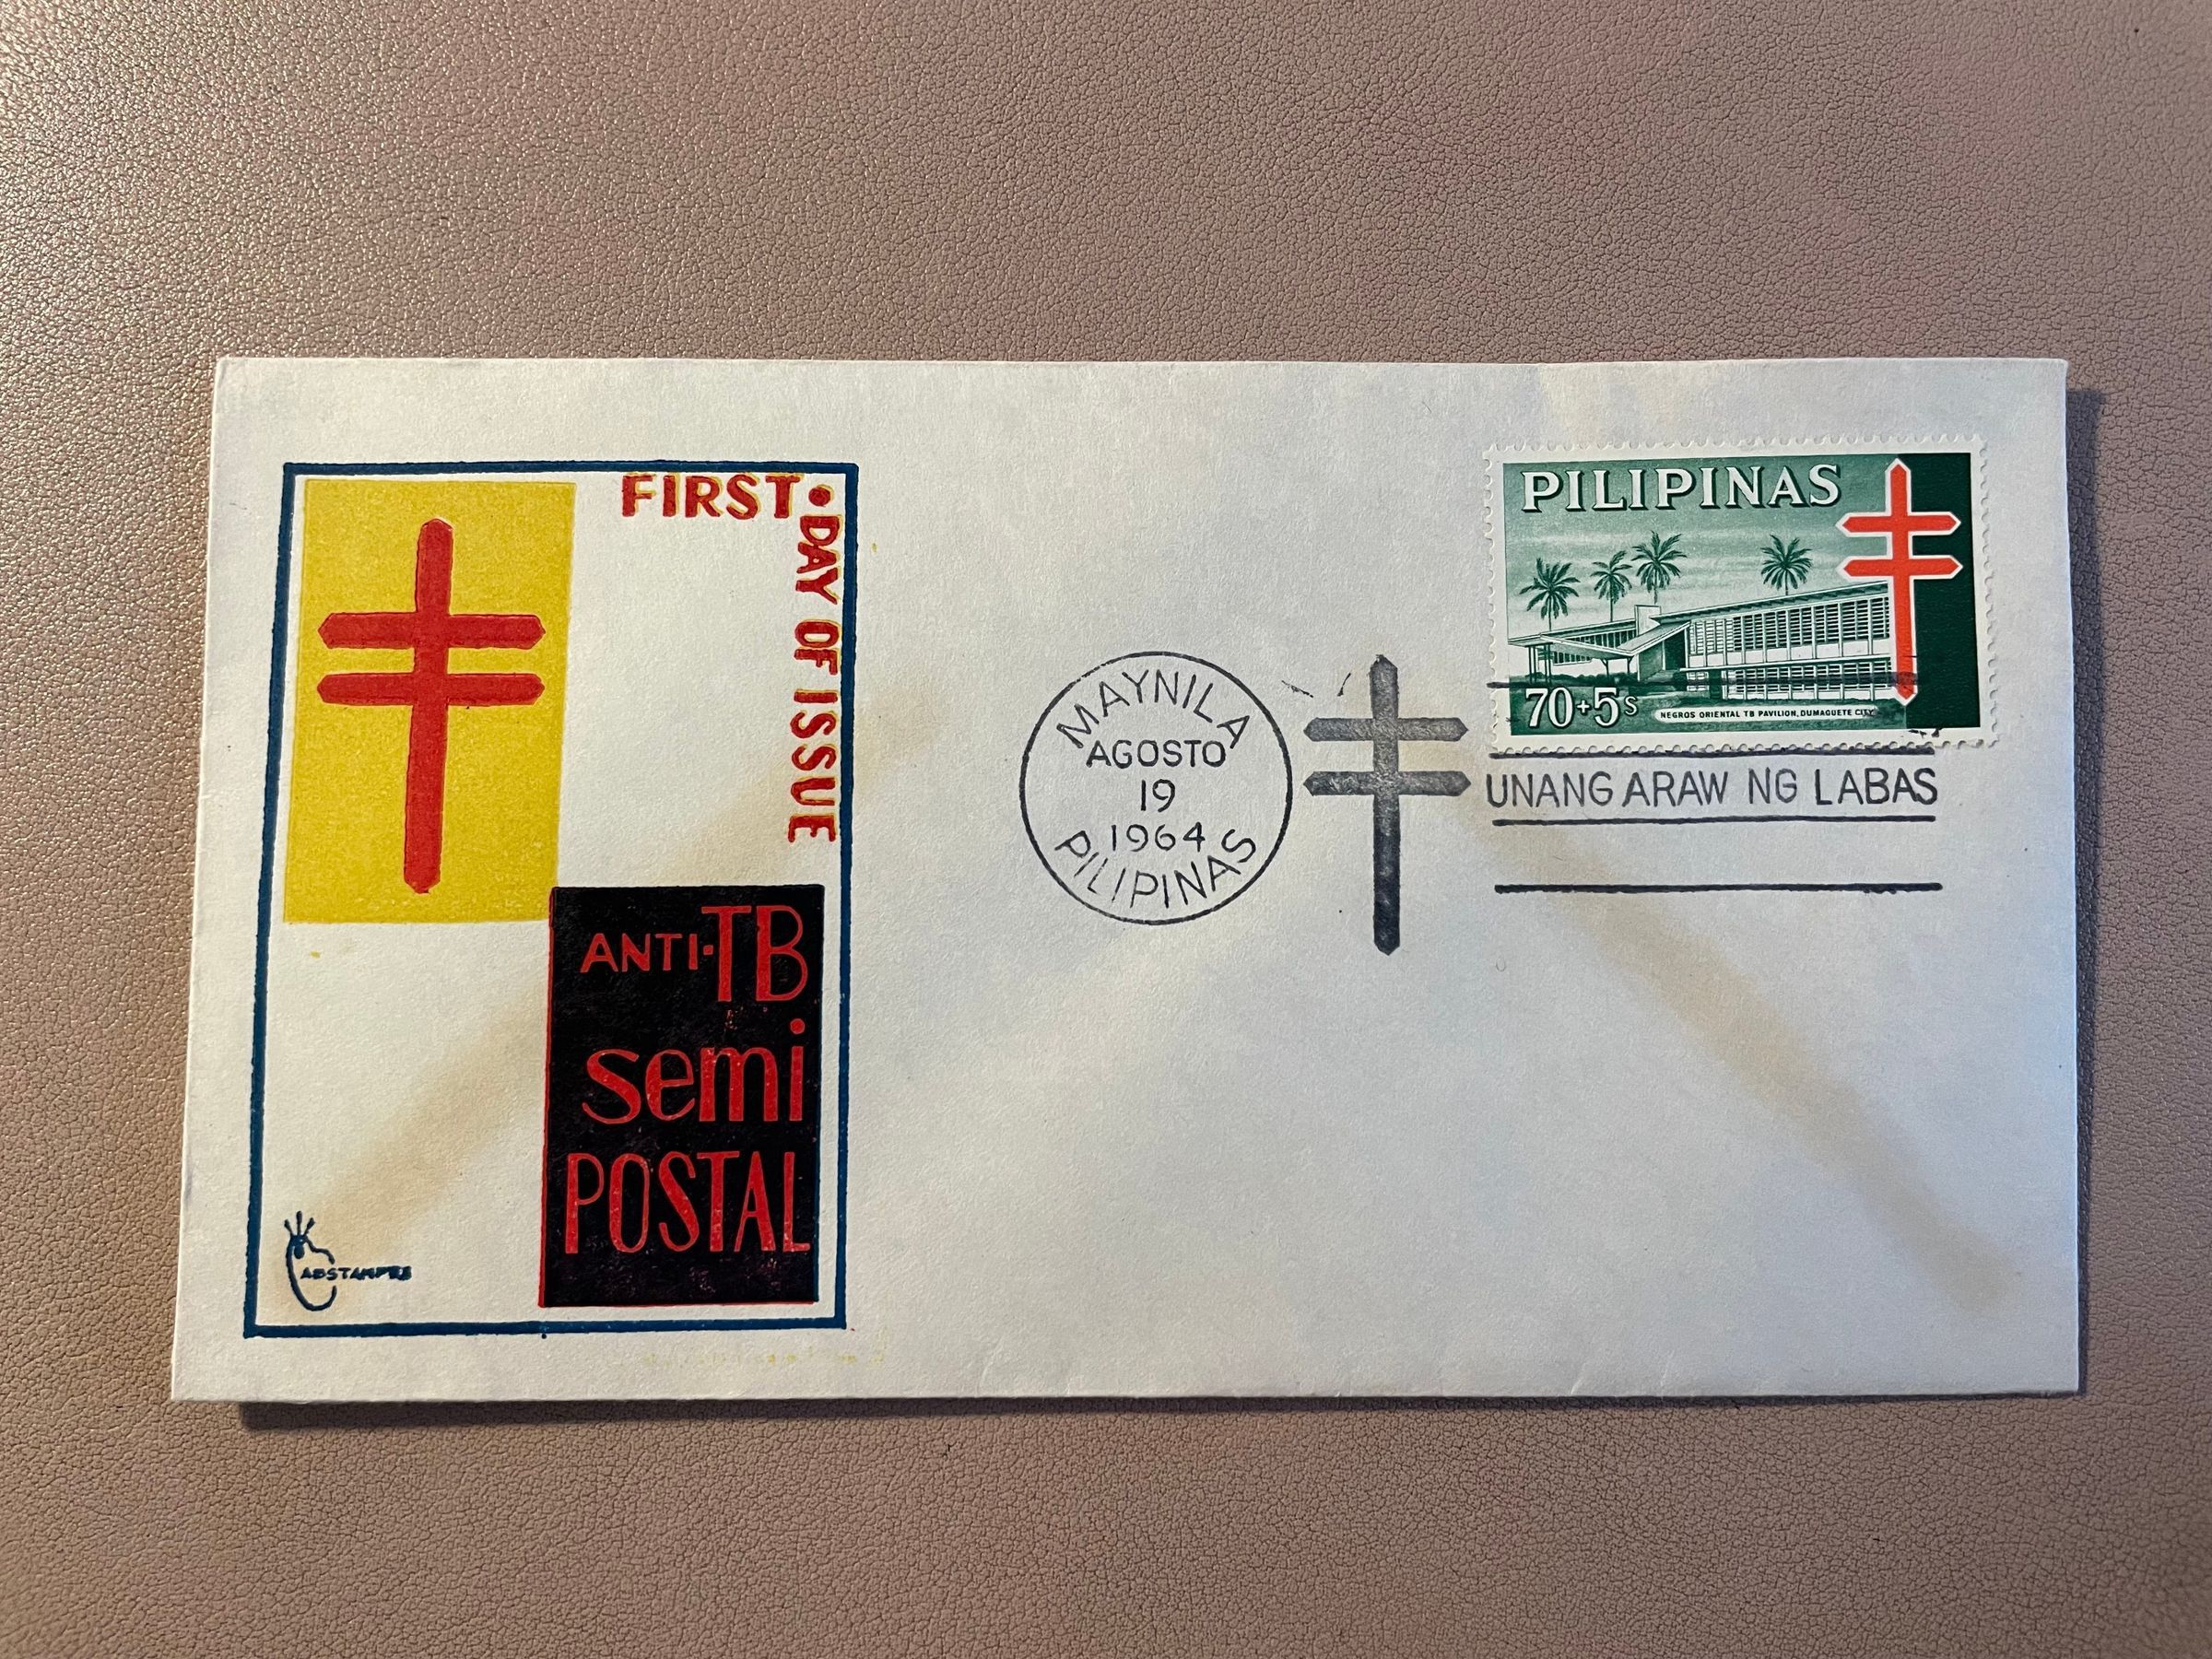 FIRST • DAY OF ISSUE
ANTI-TB
semi
POSTAL
ABSTAMPS
MAYNILA
AGOSTO
19
1964
PILIPINAS
PILIPINAS
70+5s
NEGROS ORIENTAL TB PAVILION, DUMAGUETE CITY
UNANG ARAW NG LABAS